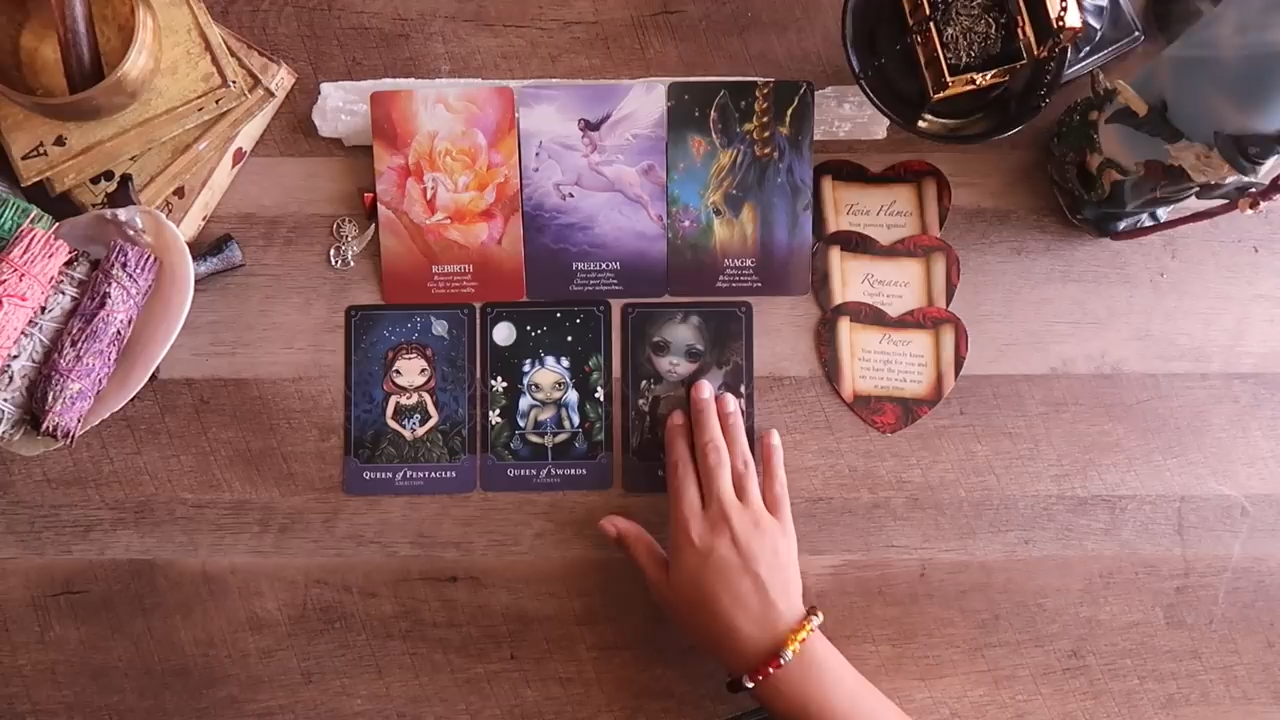 A
REBIRTH
Reinvent yourself.
Give life to your dreams.
Create a new reality.
FREEDOM
Live wild and free.
Choose your freedom.
Claim your independence.
MAGIC
Make a wish.
Believe in miracles.
Magic surrounds you.
Twin Flames
Your passion ignited!
Romance
Cupid's arrow
strikes!
Power
You instinctively know
what is right for you and
you have the power to
say no or to walk away
at any time.
QUEEN of PENTACLES
AMBITION
QUEEN of SWORDS
FAIRNESS